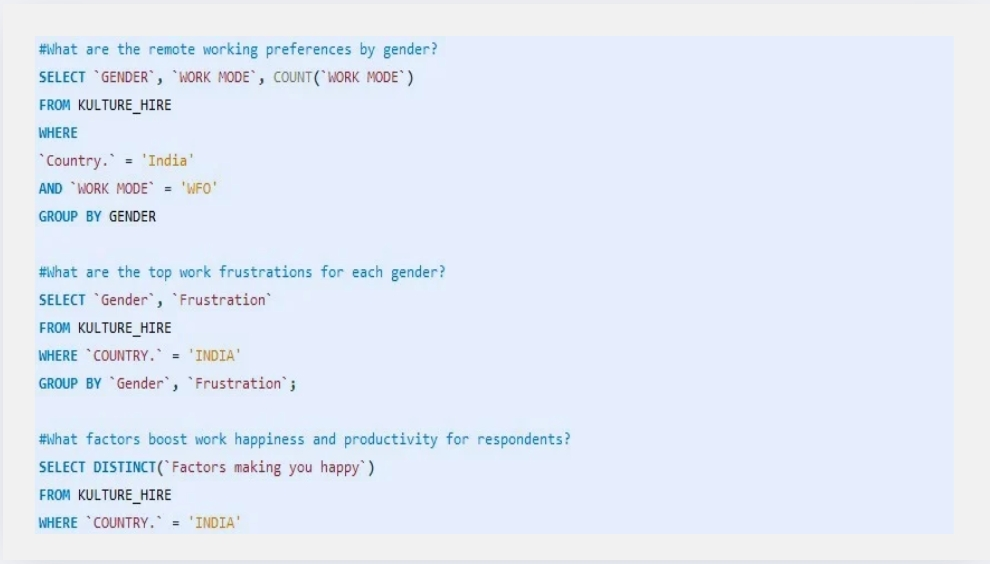 #What are the remote working preferences by gender?
SELECT `GENDER`, `WORK MODE`, COUNT(`WORK MODE`)
FROM KULTURE_HIRE
WHERE
`Country.` = 'India'
AND `WORK MODE` = 'WFO'
GROUP BY GENDER
#What are the top work frustrations for each gender?
SELECT `Gender`, `Frustration`
FROM KULTURE_HIRE
WHERE `COUNTRY.` = 'INDIA'
GROUP BY `Gender`, `Frustration`;
#What factors boost work happiness and productivity for respondents?
SELECT DISTINCT(`Factors making you happy`)
FROM KULTURE_HIRE
WHERE `COUNTRY.` = 'INDIA'